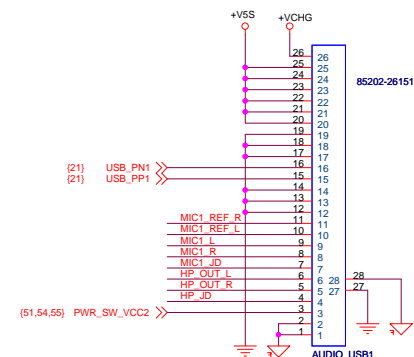 +V5S +VCHG
26 26
25 25
24 24
85202-26151
23 23
22 22
21 21
20 20
19 19
18 18
17 17
{21} USB_PN1 16 16
{21} USB_PP1 15 15
14 14
13 13
12 12
MIC1_REF_R 11 11
MIC1_REF_L 10 10
MIC1_L 9 9
MIC1_R 8 8
MIC1_JD 7 7
HP_OUT_L 6 6 28 28
HP_OUT_R 5 5 27 27
HP_JD 4 4
{51,54,55} PWR_SW_VCC2 3 3
2 2
1 1
AUDIO_USB1